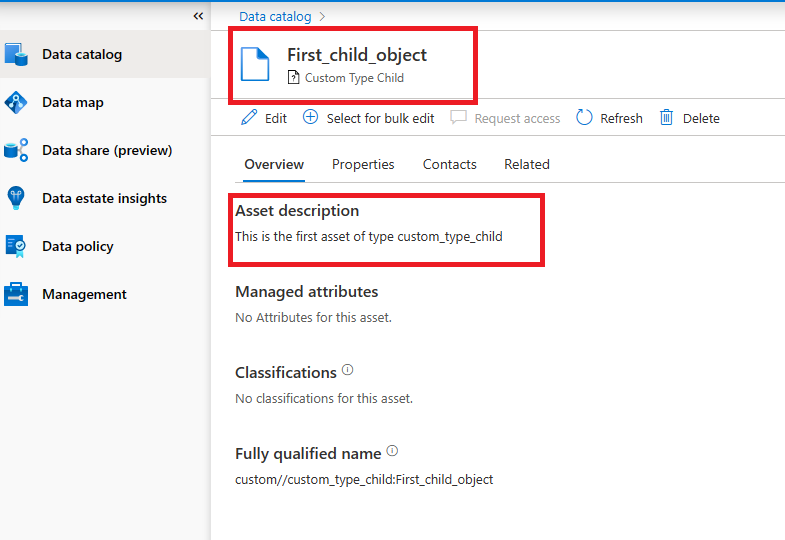 «
Data catalog
Data map
Data share (preview)
Data estate insights
Data policy
Management
Data catalog >
First_child_object
? Custom Type Child
Edit Select for bulk edit Request access Refresh Delete
Overview Properties Contacts Related
Asset description
This is the first asset of type custom_type_child
Managed attributes
No Attributes for this asset.
Classifications
No classifications for this asset.
Fully qualified name
custom//custom_type_child:First_child_object